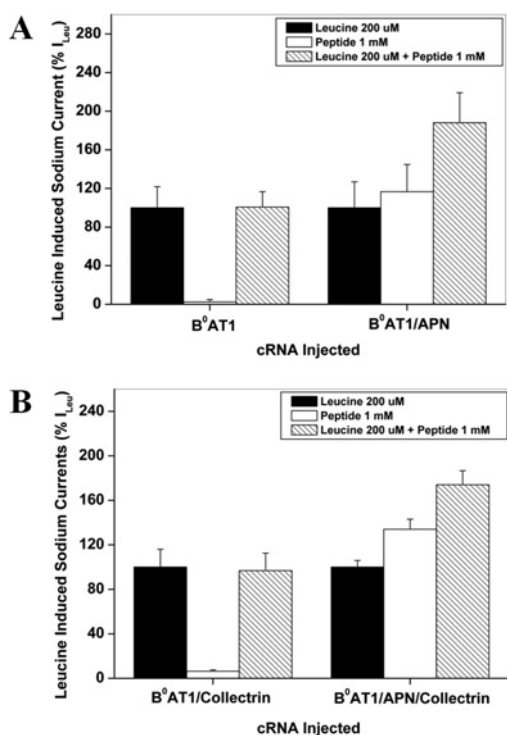 A
Leucine Induced Sodium Current (% I_Leu)
280
240
200
160
120
80
40
0
Leucine 200 uM
Peptide 1 mM
Leucine 200 uM + Peptide 1 mM
B⁰AT1
B⁰AT1/APN
cRNA Injected
B
Leucine Induced Sodium Currents (% I_Leu)
240
200
160
120
80
40
0
Leucine 200 uM
Peptide 1 mM
Leucine 200 uM + Peptide 1 mM
B⁰AT1/Collectrin
B⁰AT1/APN/Collectrin
cRNA Injected